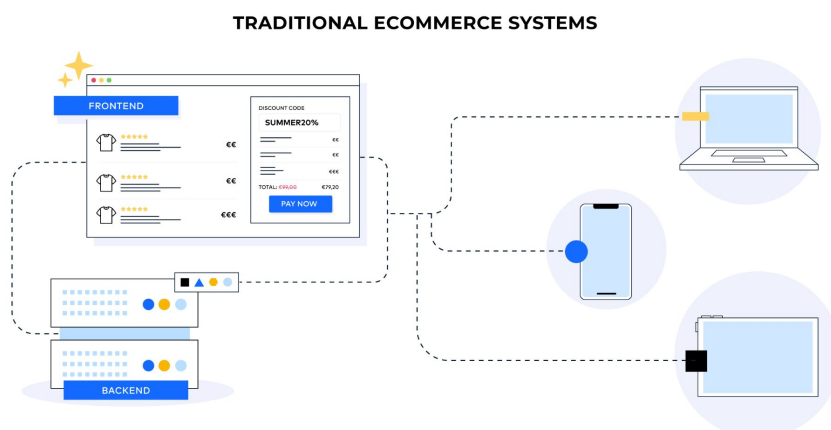 TRADITIONAL ECOMMERCE SYSTEMS
FRONTEND
€€
€€
€€€
DISCOUNT CODE
SUMMER20%
€€
€€
€€€
TOTAL: €99,00 €79,20
PAY NOW
BACKEND